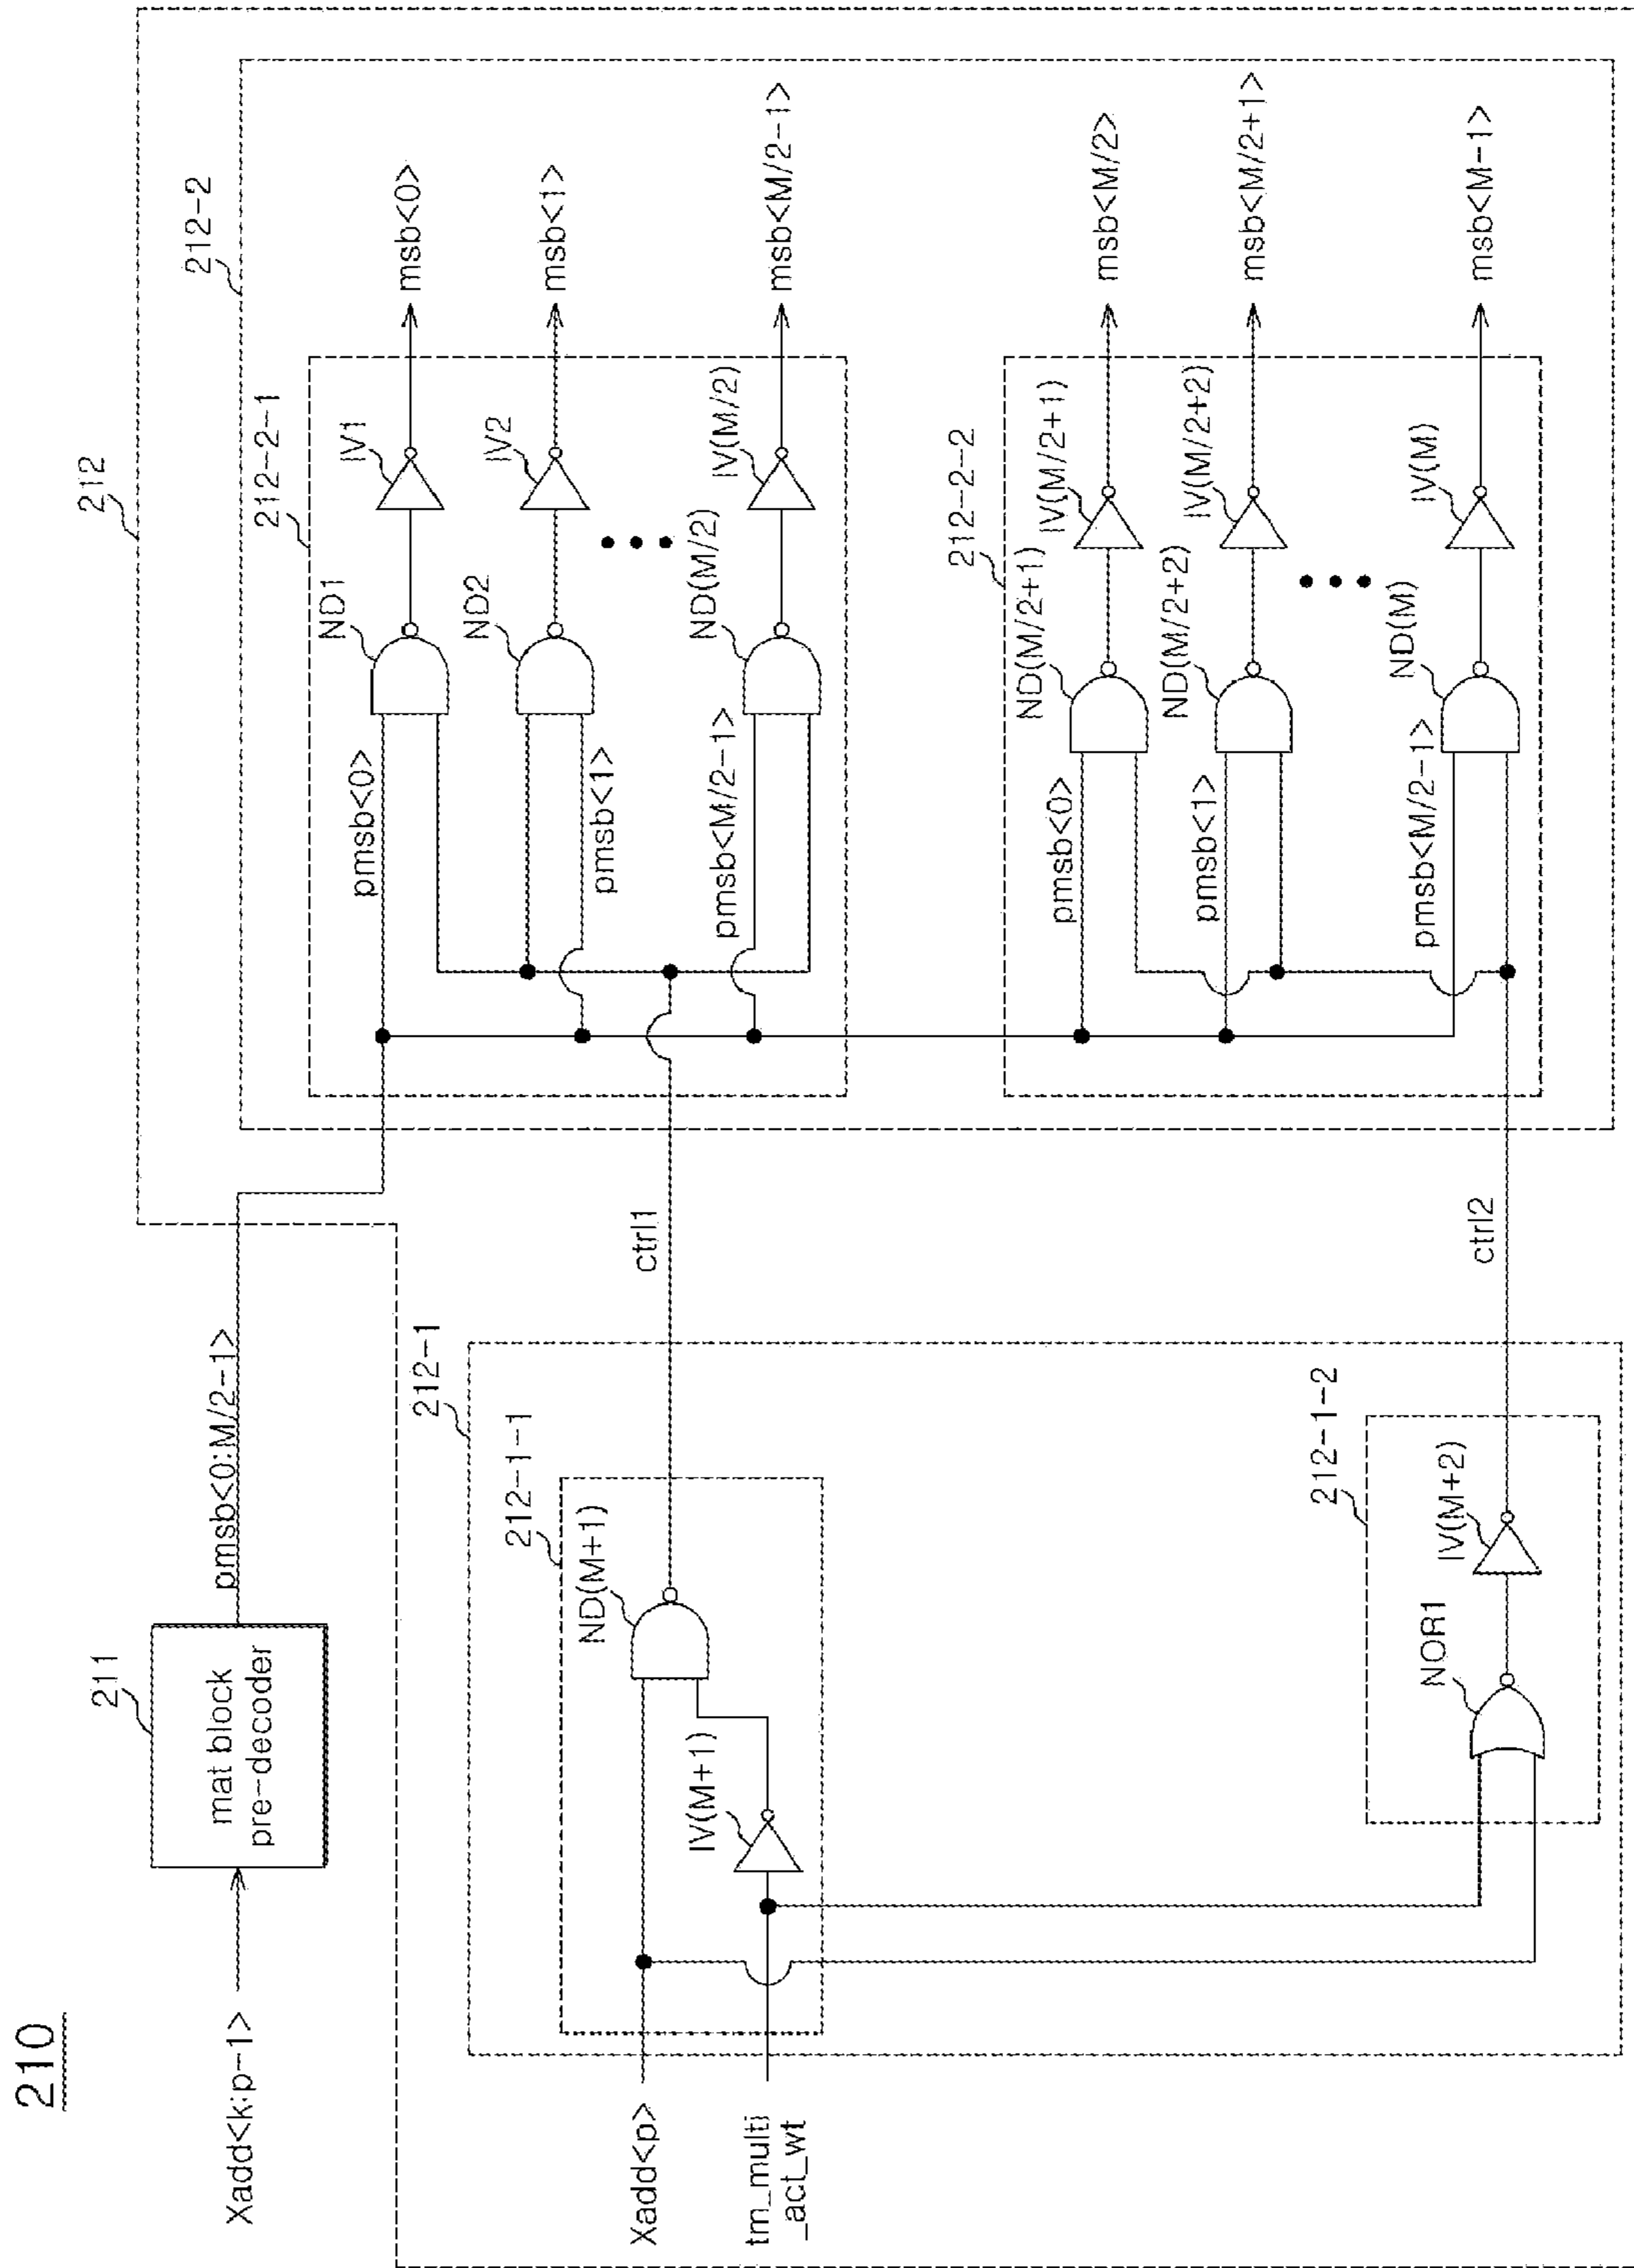 210
Xadd<k:p-1>
211
mat block
pre-decoder
pmsb<0:M/2-1>
212
212-2
212-1
212-1-1
Xadd<p>
tm_multi
_act_wt
IV(M+1)
ND(M+1)
ctrl1
212-1-2
NOR1
IV(M+2)
ctrl2
212-2-1
pmsb<0>
ND1
IV1
msb<0>
pmsb<1>
ND2
IV2
msb<1>
pmsb<M/2-1>
ND(M/2)
IV(M/2)
msb<M/2-1>
212-2-2
pmsb<0>
ND(M/2+1)
IV(M/2+1)
msb<M/2>
pmsb<1>
ND(M/2+2)
IV(M/2+2)
msb<M/2+1>
pmsb<M/2-1>
ND(M)
IV(M)
msb<M-1>